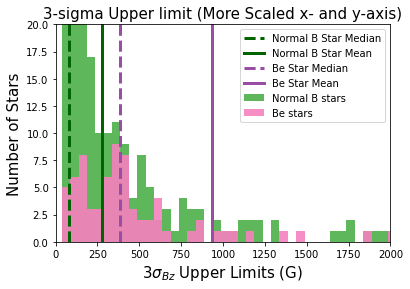 3-sigma Upper limit (More Scaled x- and y-axis)
Number of Stars
20.0
17.5
15.0
12.5
10.0
7.5
5.0
2.5
0.0
Normal B Star Median
Normal B Star Mean
Be Star Median
Be Star Mean
Normal B stars
Be stars
0 250 500 750 1000 1250 1500 1750 2000
3σBz Upper Limits (G)